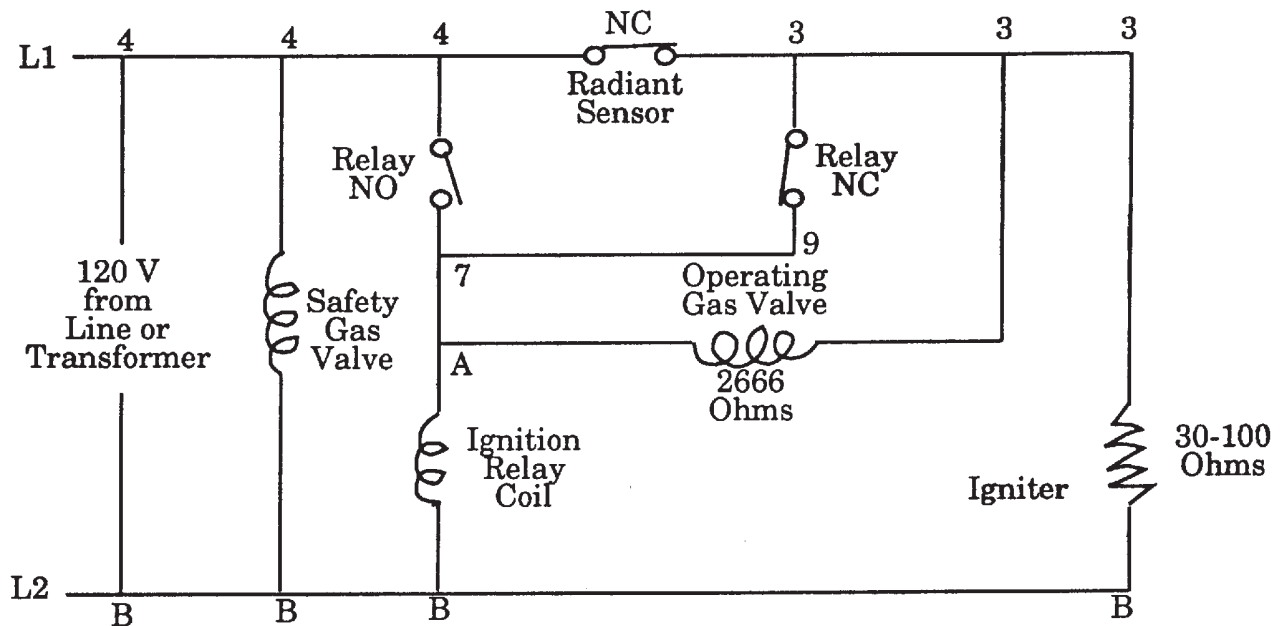 NC
4
4
4
3
3
3
L1
Radiant
Sensor
Relay
NO
Relay
NC
9
7
120 V
from
Line or
Transformer
Safety
Gas
Valve
Operating
Gas Valve
A
2666
Ohms
Ignition
Relay
Coil
30-100
Ohms
Igniter
L2
B
B
B
B